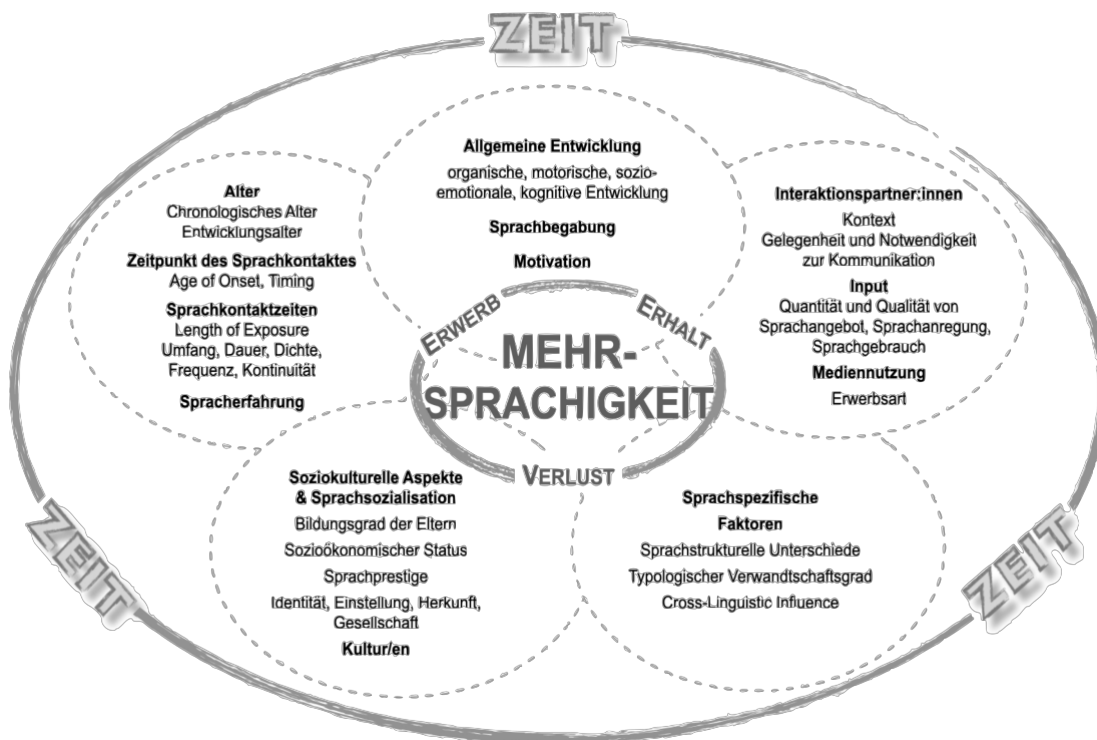 ZEIT
Allgemeine Entwicklung
organische, motorische, sozio-
emotionale, kognitive Entwicklung
Sprachbegabung
Motivation
Alter
Chronologisches Alter
Entwicklungsalter
Zeitpunkt des Sprachkontaktes
Age of Onset, Timing
Sprachkontaktzeiten
Length of Exposure
Umfang, Dauer, Dichte,
Frequenz, Kontinuität
Spracherfahrung
Interaktionspartner:innen
Kontext
Gelegenheit und Notwendigkeit
zur Kommunikation
Input
Quantität und Qualität von
Sprachangebot, Sprachanregung,
Sprachgebrauch
Mediennutzung
Erwerbsart
ERWERB
ERHALT
MEHR-
SPRACHIGKEIT
VERLUST
Soziokulturelle Aspekte
& Sprachsozialisation
Bildungsgrad der Eltern
Sozioökonomischer Status
Sprachprestige
Identität, Einstellung, Herkunft,
Gesellschaft
Kultur/en
Sprachspezifische
Faktoren
Sprachstrukturelle Unterschiede
Typologischer Verwandtschaftsgrad
Cross-Linguistic Influence
ZEIT
ZEIT